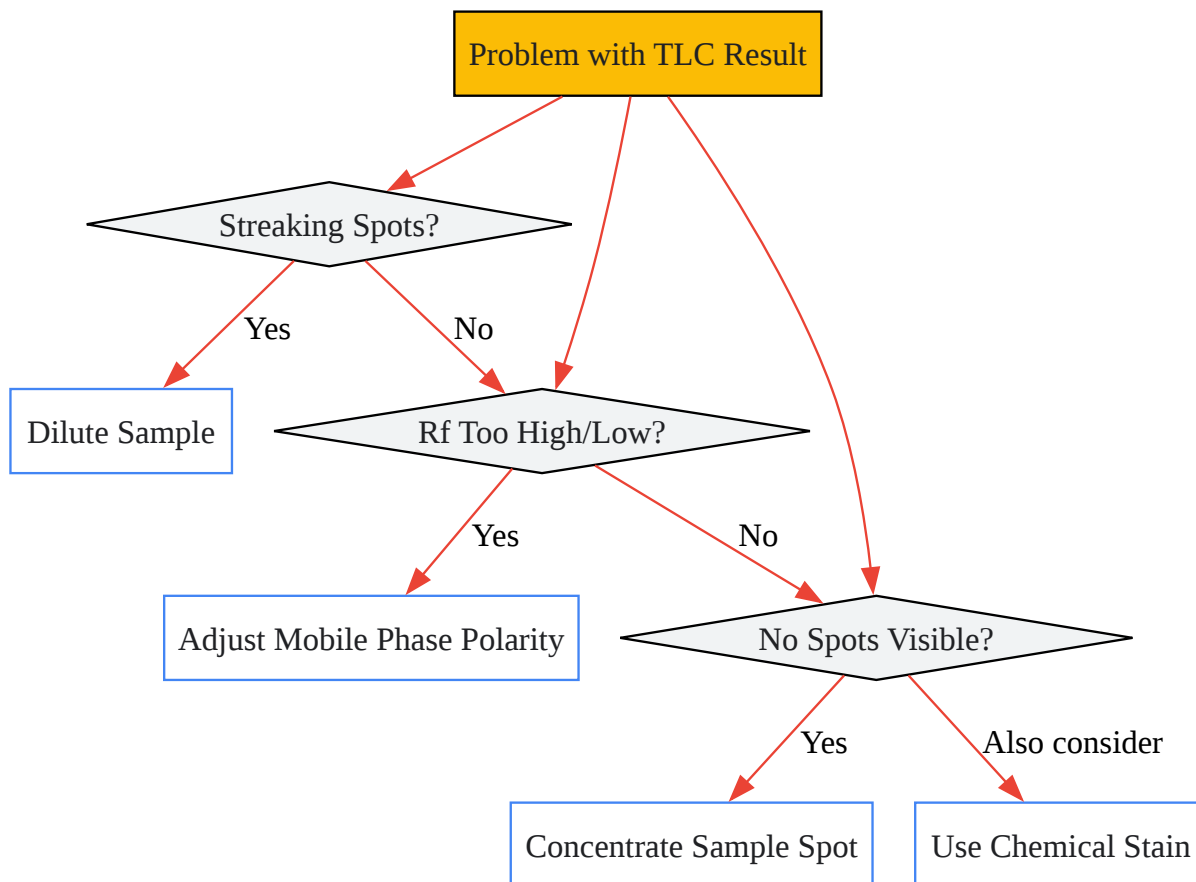 Problem with TLC Result
Streaking Spots?
Yes
No
Dilute Sample
Rf Too High/Low?
Yes
No
Adjust Mobile Phase Polarity
No Spots Visible?
Yes
Also consider
Concentrate Sample Spot
Use Chemical Stain